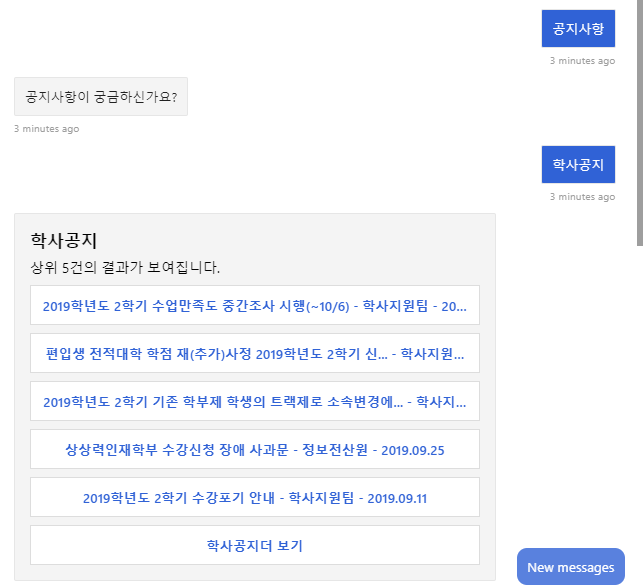 공지사항
3 minutes ago
공지사항이 궁금하신가요?
3 minutes ago
학사공지
3 minutes ago
학사공지
상위 5건의 결과가 보여집니다.
2019학년도 2학기 수업만족도 중간조사 시행(~10/6) - 학사지원팀 - 20...
편입생 전적대학 학점 재(추가)사정 2019학년도 2학기 신... - 학사지원...
2019학년도 2학기 기존 학부제 학생의 트랙제로 소속변경에... - 학사지...
상상력인재학부 수강신청 장애 사과문 - 정보전산원 - 2019.09.25
2019학년도 2학기 수강포기 안내 - 학사지원팀 - 2019.09.11
학사공지더 보기
New messages